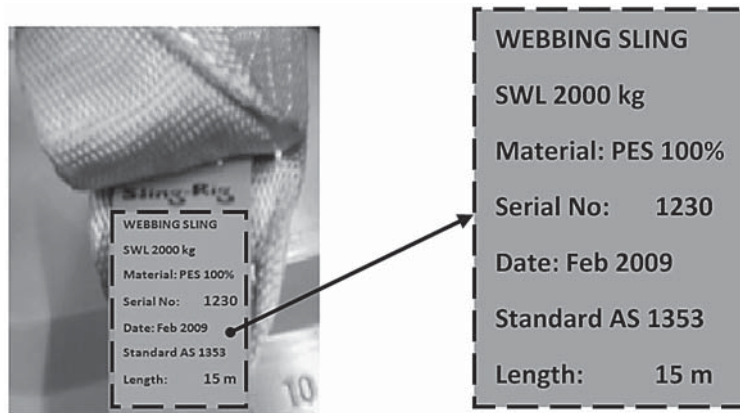 Sling-Rig
WEBBING SLING
SWL 2000 kg
Material: PES 100%
Serial No: 1230
Date: Feb 2009
Standard AS 1353
Length: 15 m
10
WEBBING SLING
SWL 2000 kg
Material: PES 100%
Serial No: 1230
Date: Feb 2009
Standard AS 1353
Length: 15 m